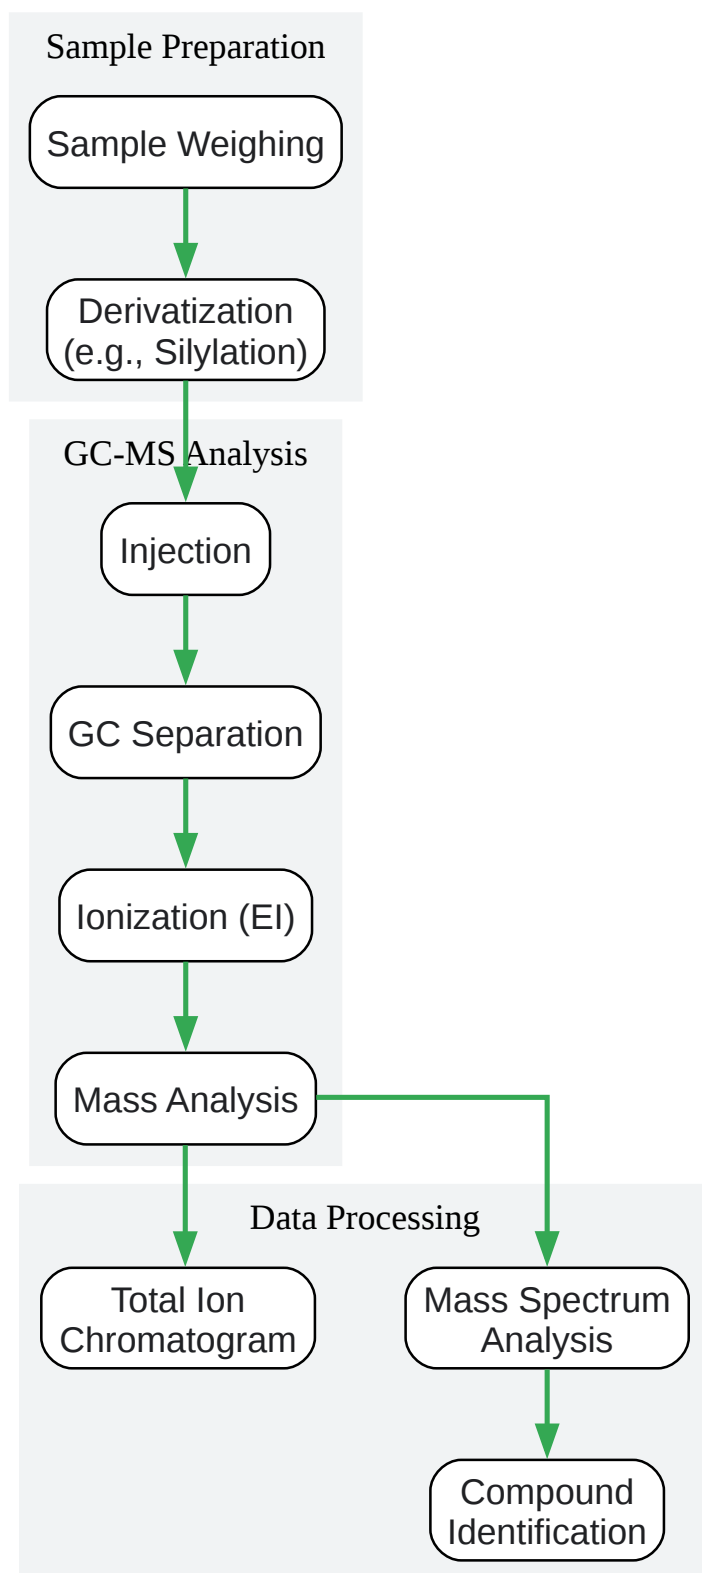 Sample Preparation
Sample Weighing
Derivatization
(e.g., Silylation)
GC-MS Analysis
Injection
GC Separation
Ionization (EI)
Mass Analysis
Data Processing
Total Ion
Chromatogram
Mass Spectrum
Analysis
Compound
Identification